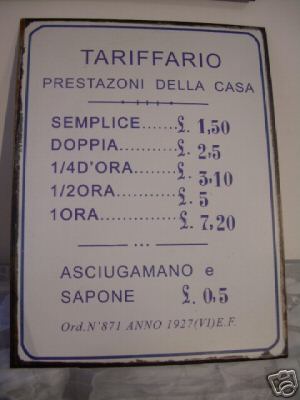 TARIFFARIO
PRESTAZONI DELLA CASA
SEMPLICE.......£. 1,50
DOPPIA..........£. 2,5
1/4D'ORA.......£. 3,10
1/2ORA..........£. 5
1ORA.............£. 7,20
ASCIUGAMANO e
SAPONE £. 0,5
Ord.N°871 ANNO 1927(VI)E.F.
eBay